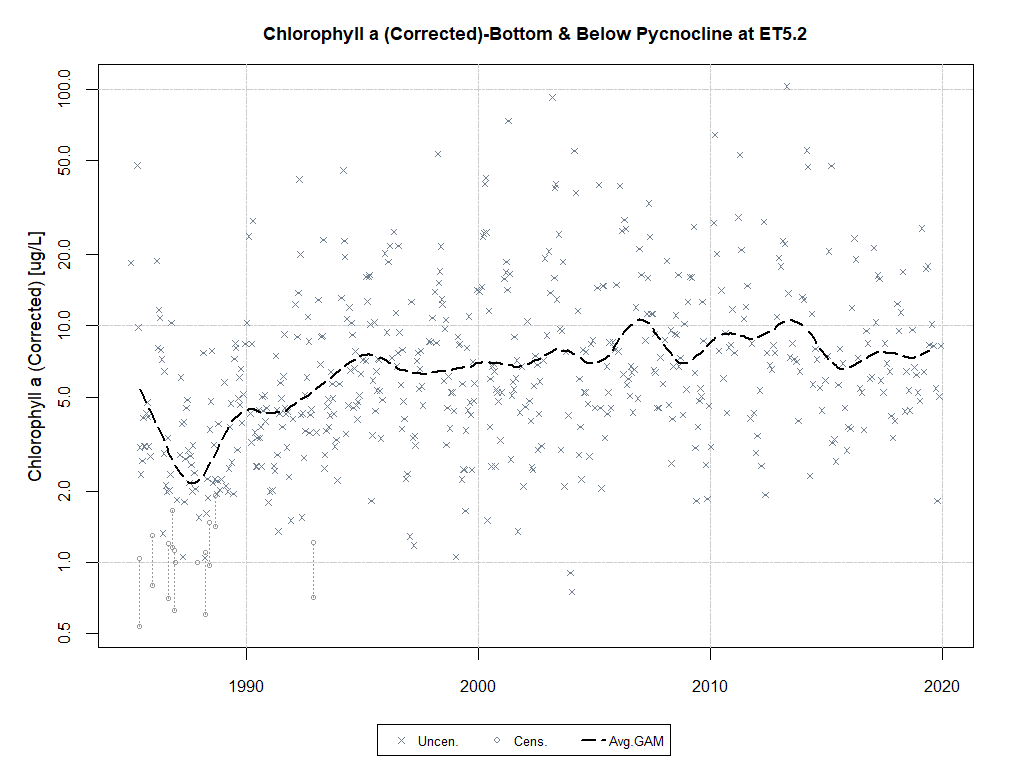 Chlorophyll a (Corrected)-Bottom & Below Pycnocline at ET5.2
Chlorophyll a (Corrected) [ug/L]
100.0
50.0
20.0
10.0
5.0
2.0
1.0
0.5
1990 2000 2010 2020
Uncen. Cens. Avg.GAM